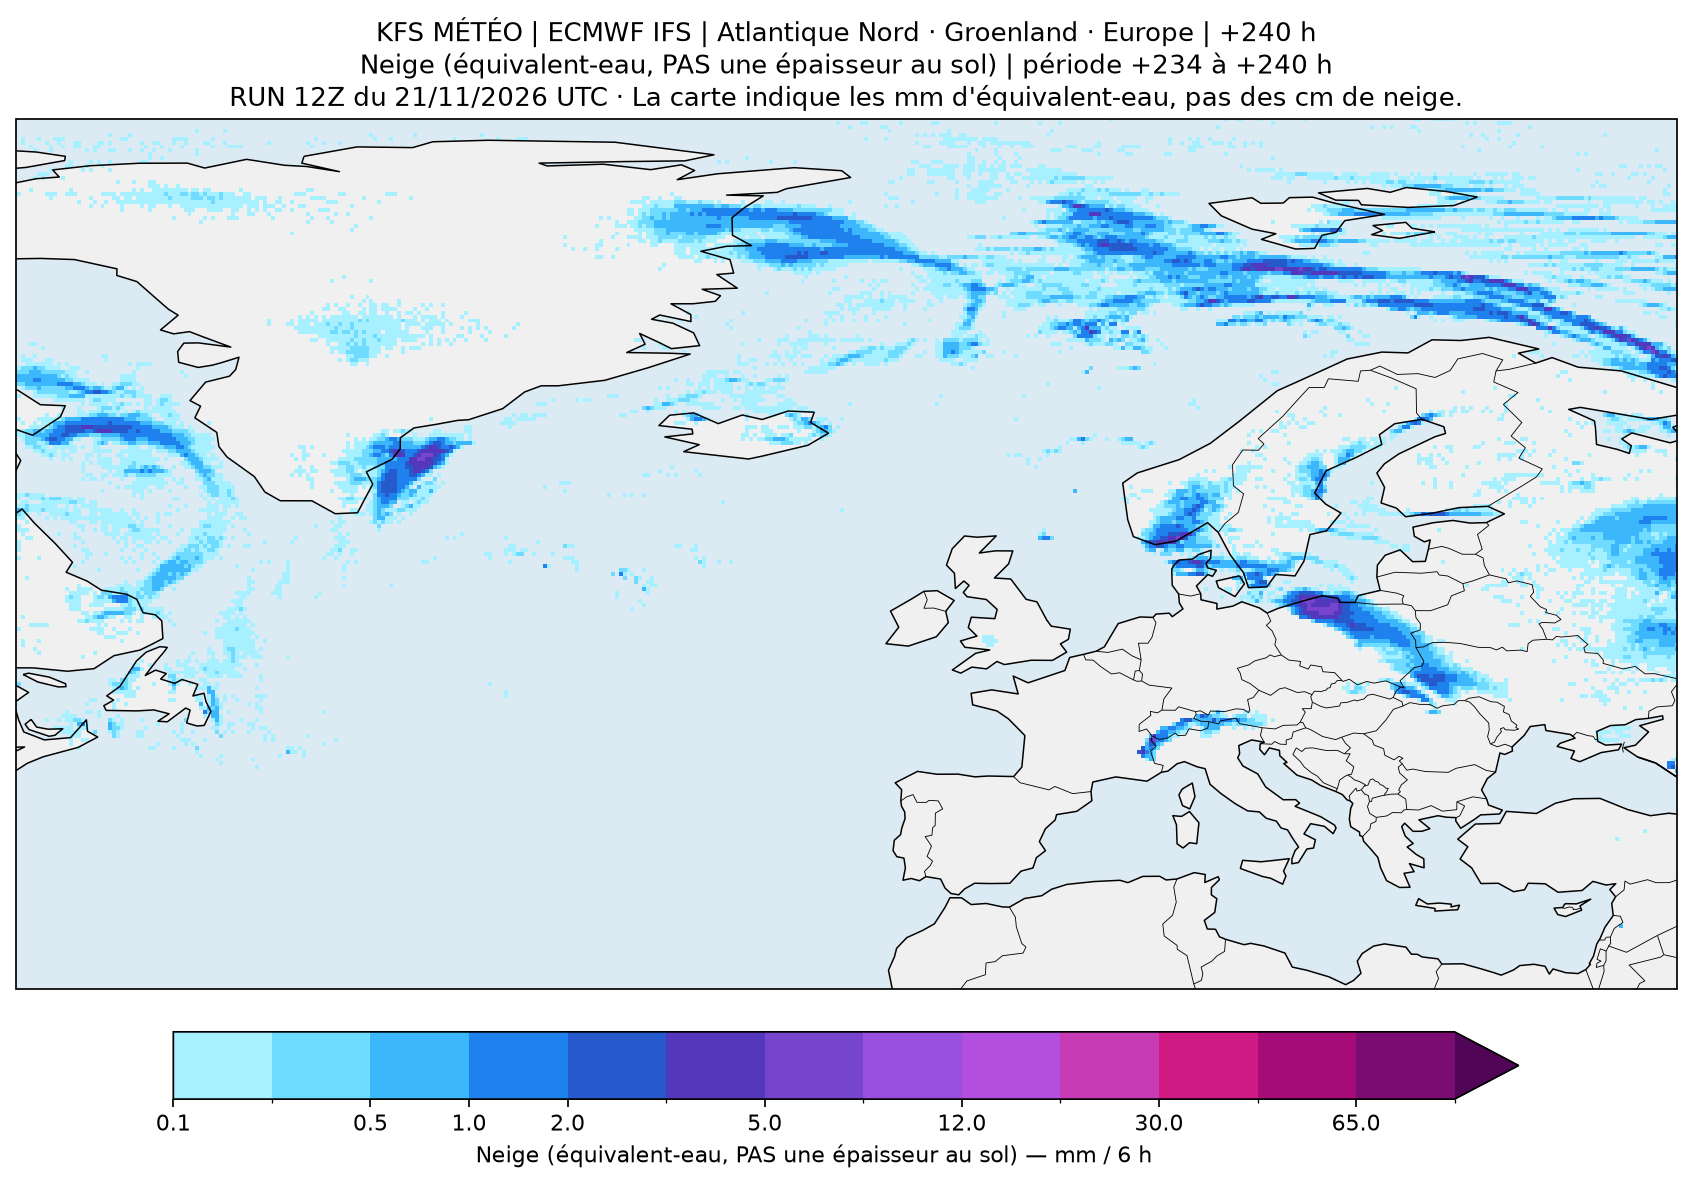 KFS MÉTÉO | ECMWF IFS | Atlantique Nord · Groenland · Europe | +240 h
Neige (équivalent-eau, PAS une épaisseur au sol) | période +234 à +240 h
RUN 12Z du 21/11/2026 UTC · La carte indique les mm d'équivalent-eau, pas des cm de neige.
0.1 0.5 1.0 2.0 5.0 12.0 30.0 65.0
Neige (équivalent-eau, PAS une épaisseur au sol) — mm / 6 h